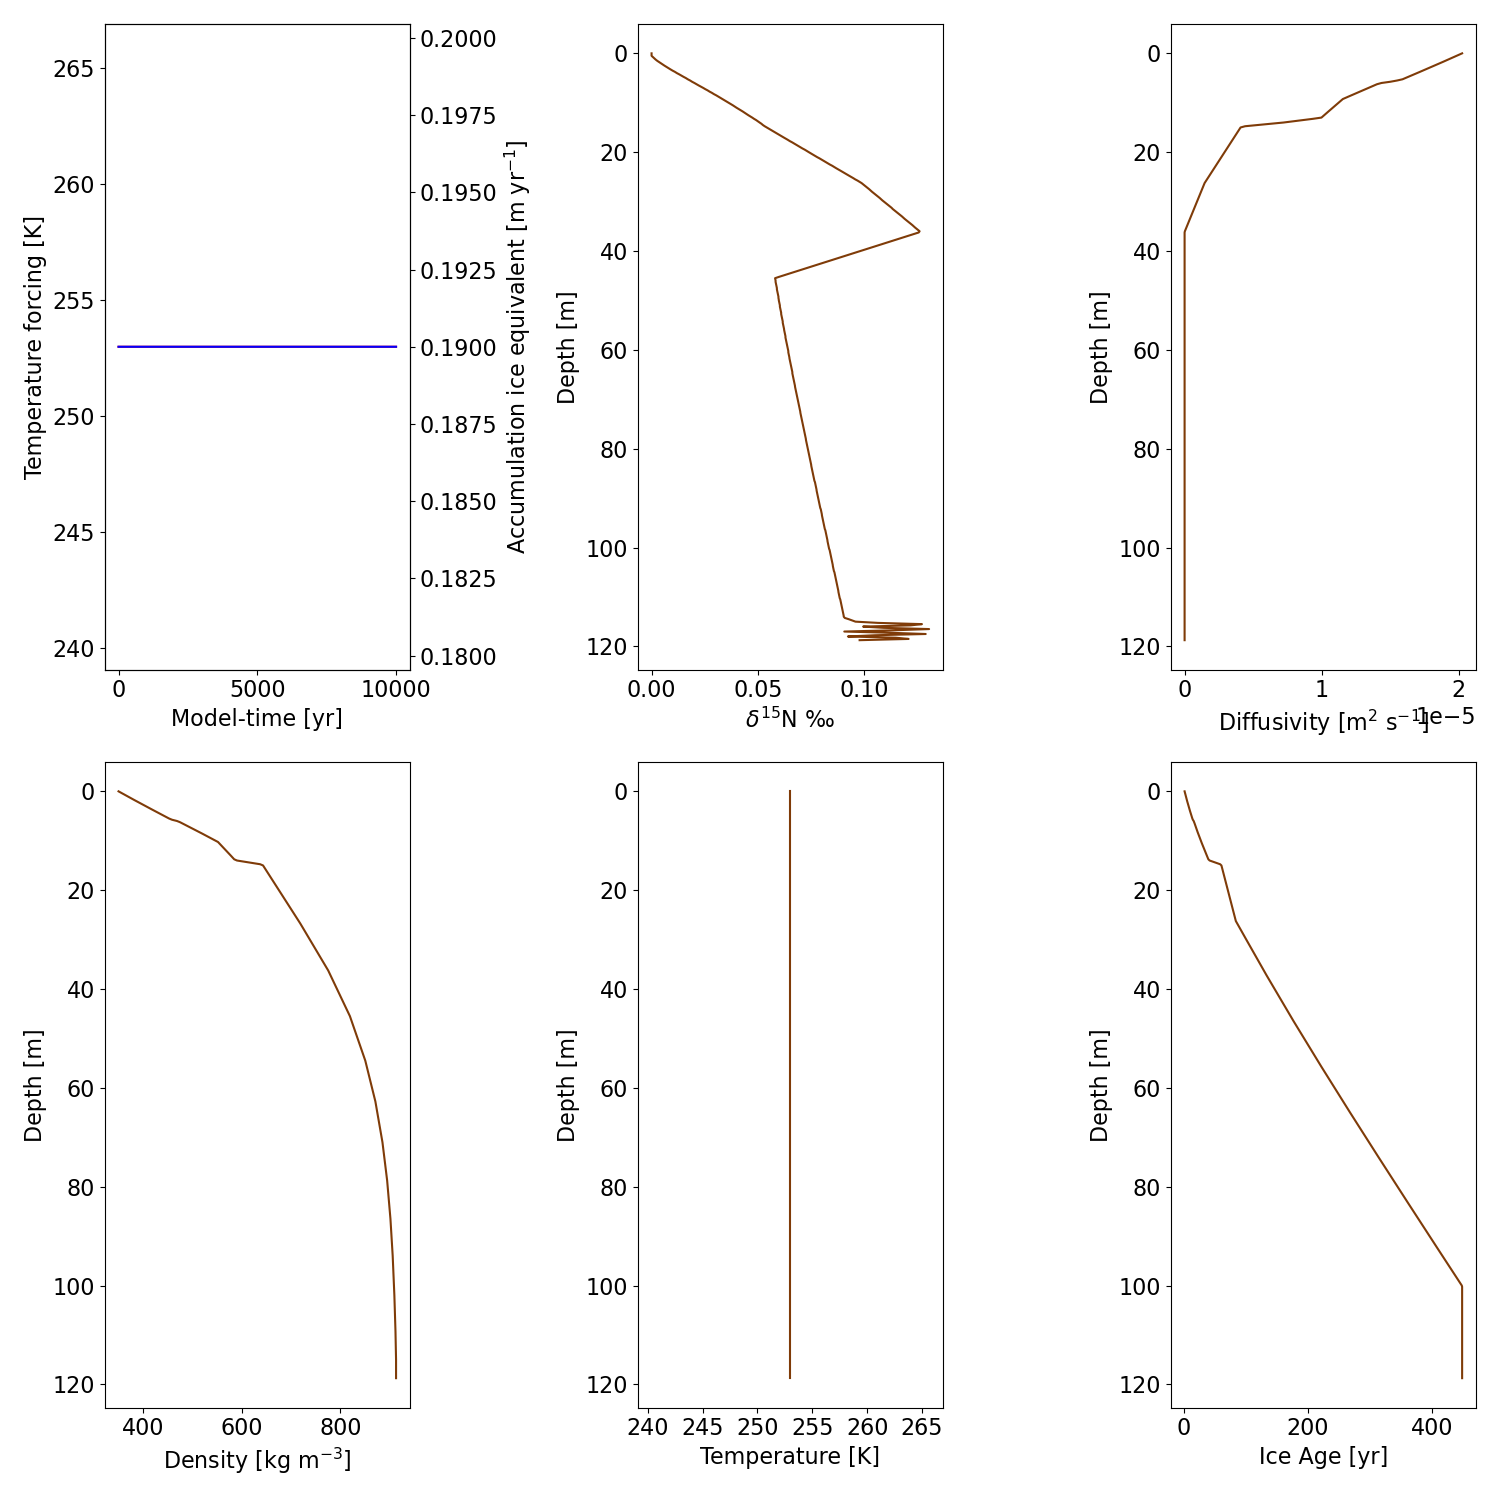 265
260
255
250
245
240
Temperature forcing [K]
0 5000 10000
Model-time [yr]
0.2000
0.1975
0.1950
0.1925
0.1900
0.1875
0.1850
0.1825
0.1800
Accumulation ice equivalent [m yr⁻¹]
0
20
40
60
80
100
120
Depth [m]
0.00 0.05 0.10
δ¹⁵N ‰
0
20
40
60
80
100
120
Depth [m]
0 1 2
1e−5
Diffusivity [m² s⁻¹]
0
20
40
60
80
100
120
Depth [m]
400 600 800
Density [kg m⁻³]
0
20
40
60
80
100
120
Depth [m]
240 245 250 255 260 265
Temperature [K]
0
20
40
60
80
100
120
Depth [m]
0 200 400
Ice Age [yr]